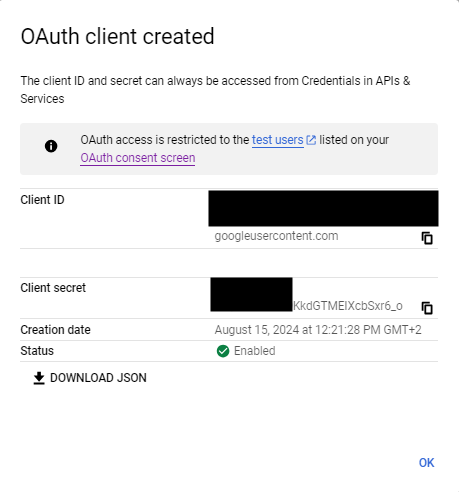 OAuth client created
The client ID and secret can always be accessed from Credentials in APIs &
Services
OAuth access is restricted to the test users listed on your
OAuth consent screen
Client ID
googleusercontent.com
Client secret
KkdGTMEIXcbSxr6_o
Creation date August 15, 2024 at 12:21:28 PM GMT+2
Status Enabled
DOWNLOAD JSON
OK